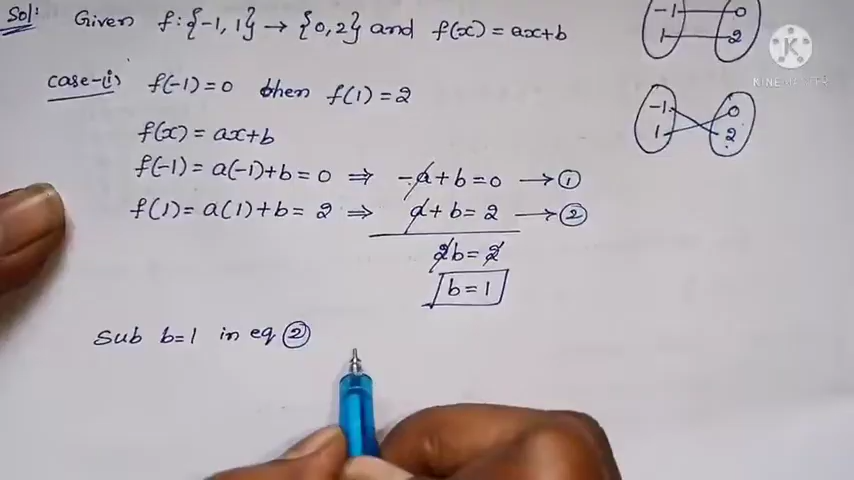 Sol: Given f:{-1, 1} → {0, 2} and f(x) = ax+b
case-(i) f(-1) = 0 then f(1) = 2
f(x) = ax+b
f(-1) = a(-1)+b = 0 ⇒ -a+b = 0 → ①
f(1) = a(1)+b = 2 ⇒ a+b = 2 → ②
2b = 2
b = 1
Sub b=1 in eq ②
-1 0
1 2
-1 0
1 2
K
KINEMASTER